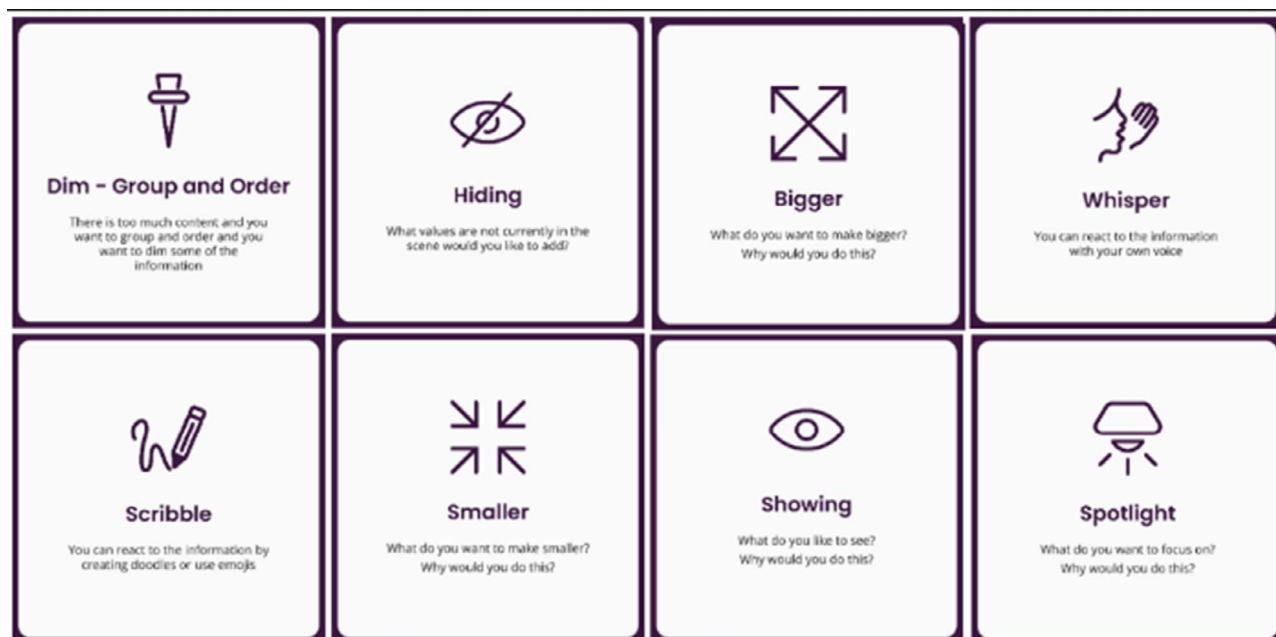 Dim - Group and Order
There is too much content and you
want to group and order and you
want to dim some of the
information
Hiding
What values are not currently in the
scene would you like to add?
Bigger
What do you want to make bigger?
Why would you do this?
Whisper
You can react to the information
with your own voice
Scribble
You can react to the information by
creating doodles or use emojis
Smaller
What do you want to make smaller?
Why would you do this?
Showing
What do you like to see?
Why would you do this?
Spotlight
What do you want to focus on?
Why would you do this?